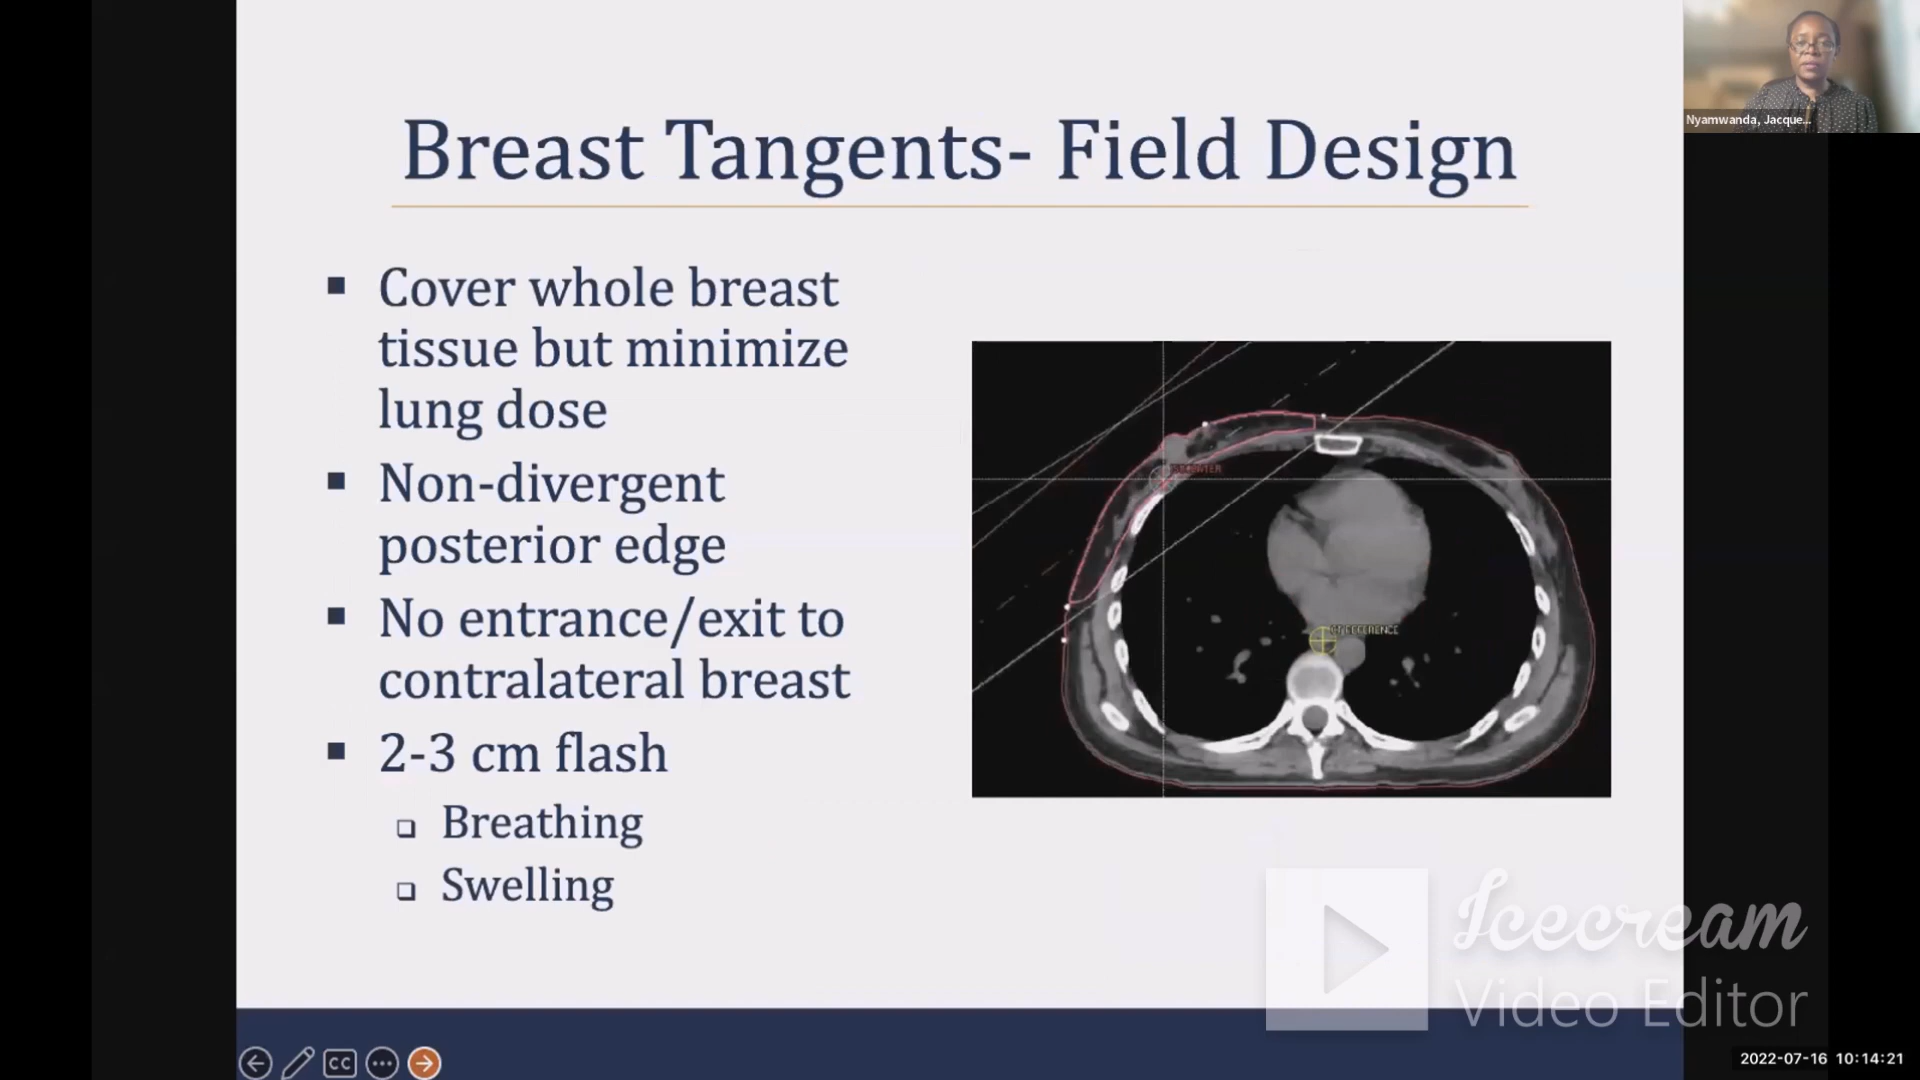 Nyamwanda, Jacque...
Breast Tangents- Field Design
Cover whole breast
tissue but minimize
lung dose
Non-divergent
posterior edge
No entrance/exit to
contralateral breast
2-3 cm flash
Breathing
Swelling
REFERENCE
Icecream
Video Editor
CC
2022-07-16 10:14:21